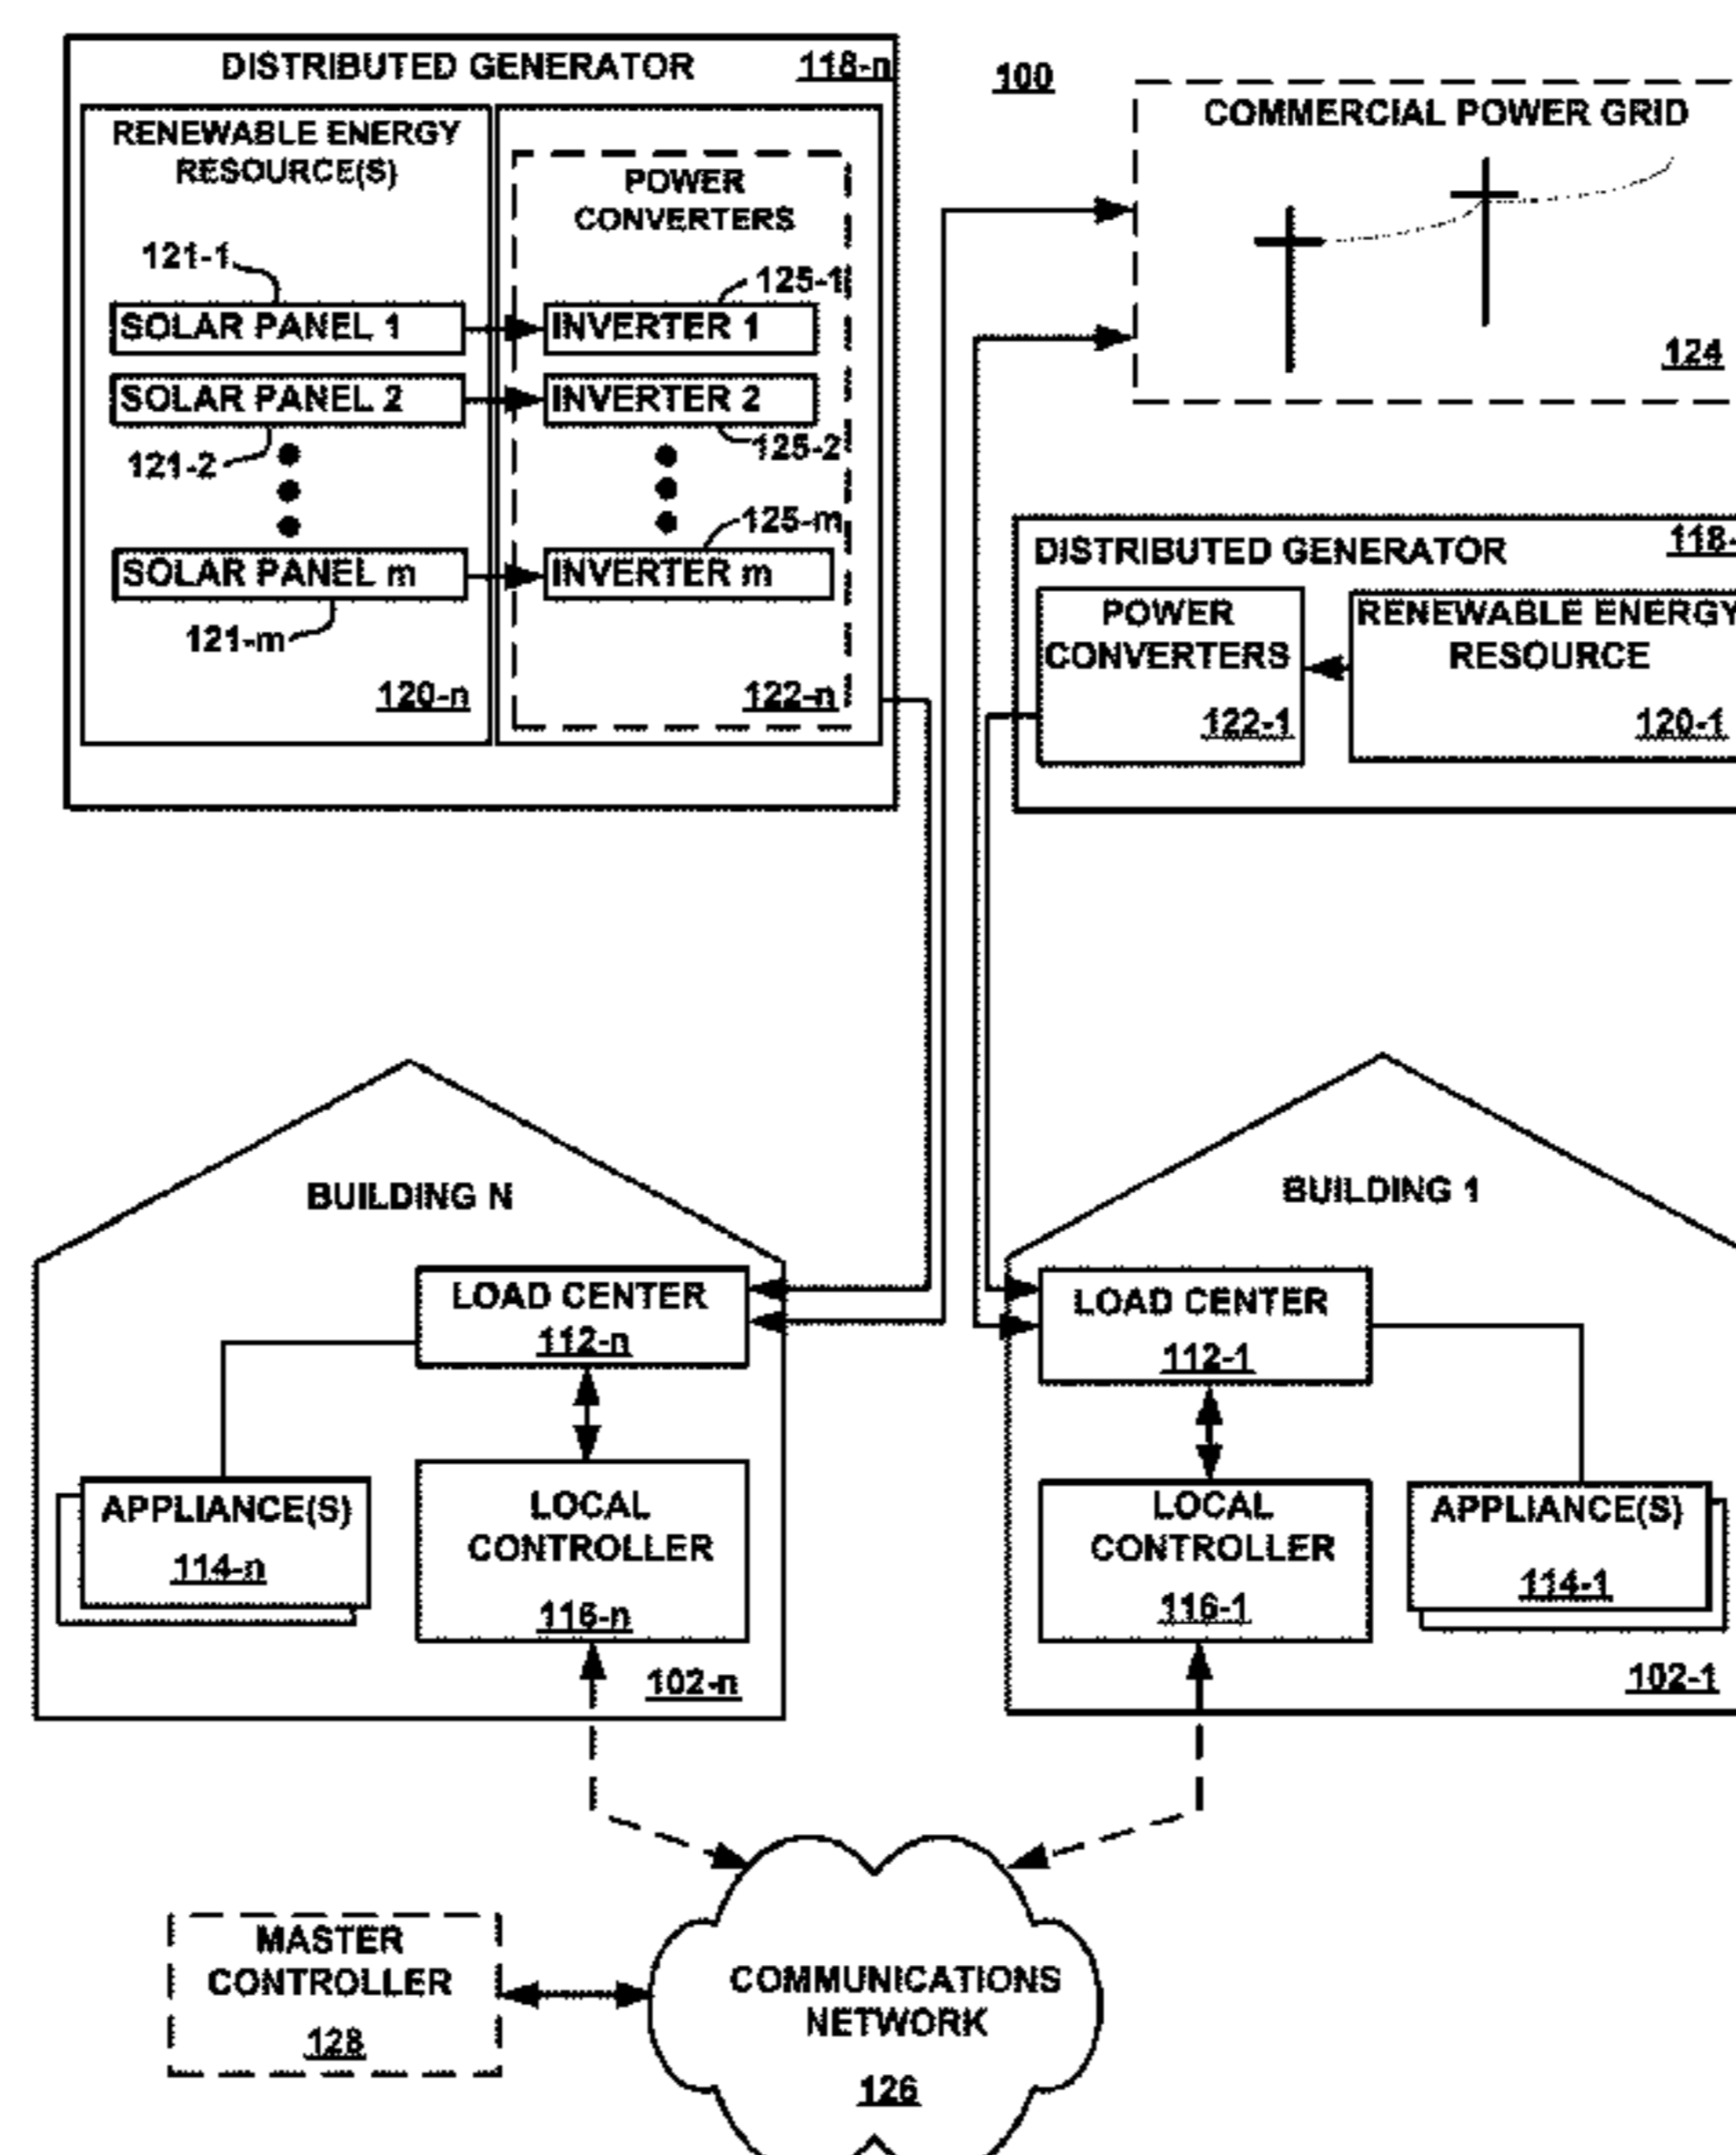 DISTRIBUTED GENERATOR 118-n
RENEWABLE ENERGY
RESOURCE(S)
POWER
CONVERTERS
121-1
125-1
SOLAR PANEL 1
INVERTER 1
SOLAR PANEL 2
INVERTER 2
121-2
125-2
125-m
SOLAR PANEL m
INVERTER m
121-m
120-n
122-n
100
COMMERCIAL POWER GRID
124
118-
DISTRIBUTED GENERATOR
POWER
CONVERTERS
122-1
RENEWABLE ENERGY
RESOURCE
120-1
BUILDING N
LOAD CENTER
112-n
APPLIANCE(S)
114-n
LOCAL
CONTROLLER
116-n
102-n
BUILDING 1
LOAD CENTER
112-1
LOCAL
CONTROLLER
116-1
APPLIANCE(S)
114-1
102-1
MASTER
CONTROLLER
128
COMMUNICATIONS
NETWORK
126